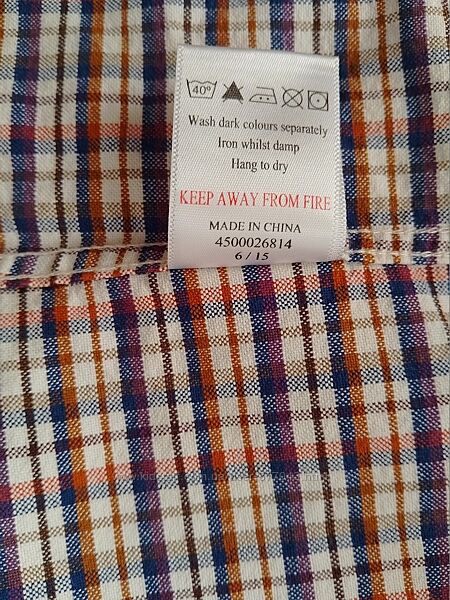 40°
Wash dark colours separately
Iron whilst damp
Hang to dry
KEEP AWAY FROM FIRE
MADE IN CHINA
4500026814
6 / 15